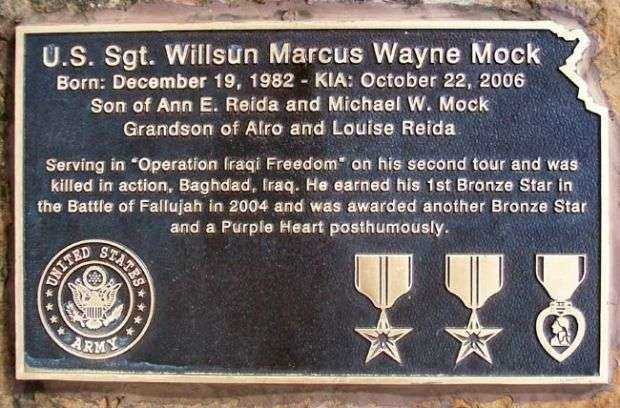 U.S. Sgt. Willsun Marcus Wayne Mock
Born: December 19, 1982 - KIA: October 22, 2006
Son of Ann E. Reida and Michael W. Mock
Grandson of Alro and Louise Reida
Serving in "Operation Iraqi Freedom" on his second tour and was
killed in action, Baghdad, Iraq. He earned his 1st Bronze Star in
the Battle of Fallujah in 2004 and was awarded another Bronze Star
and a Purple Heart posthumously.
UNITED STATES
ARMY